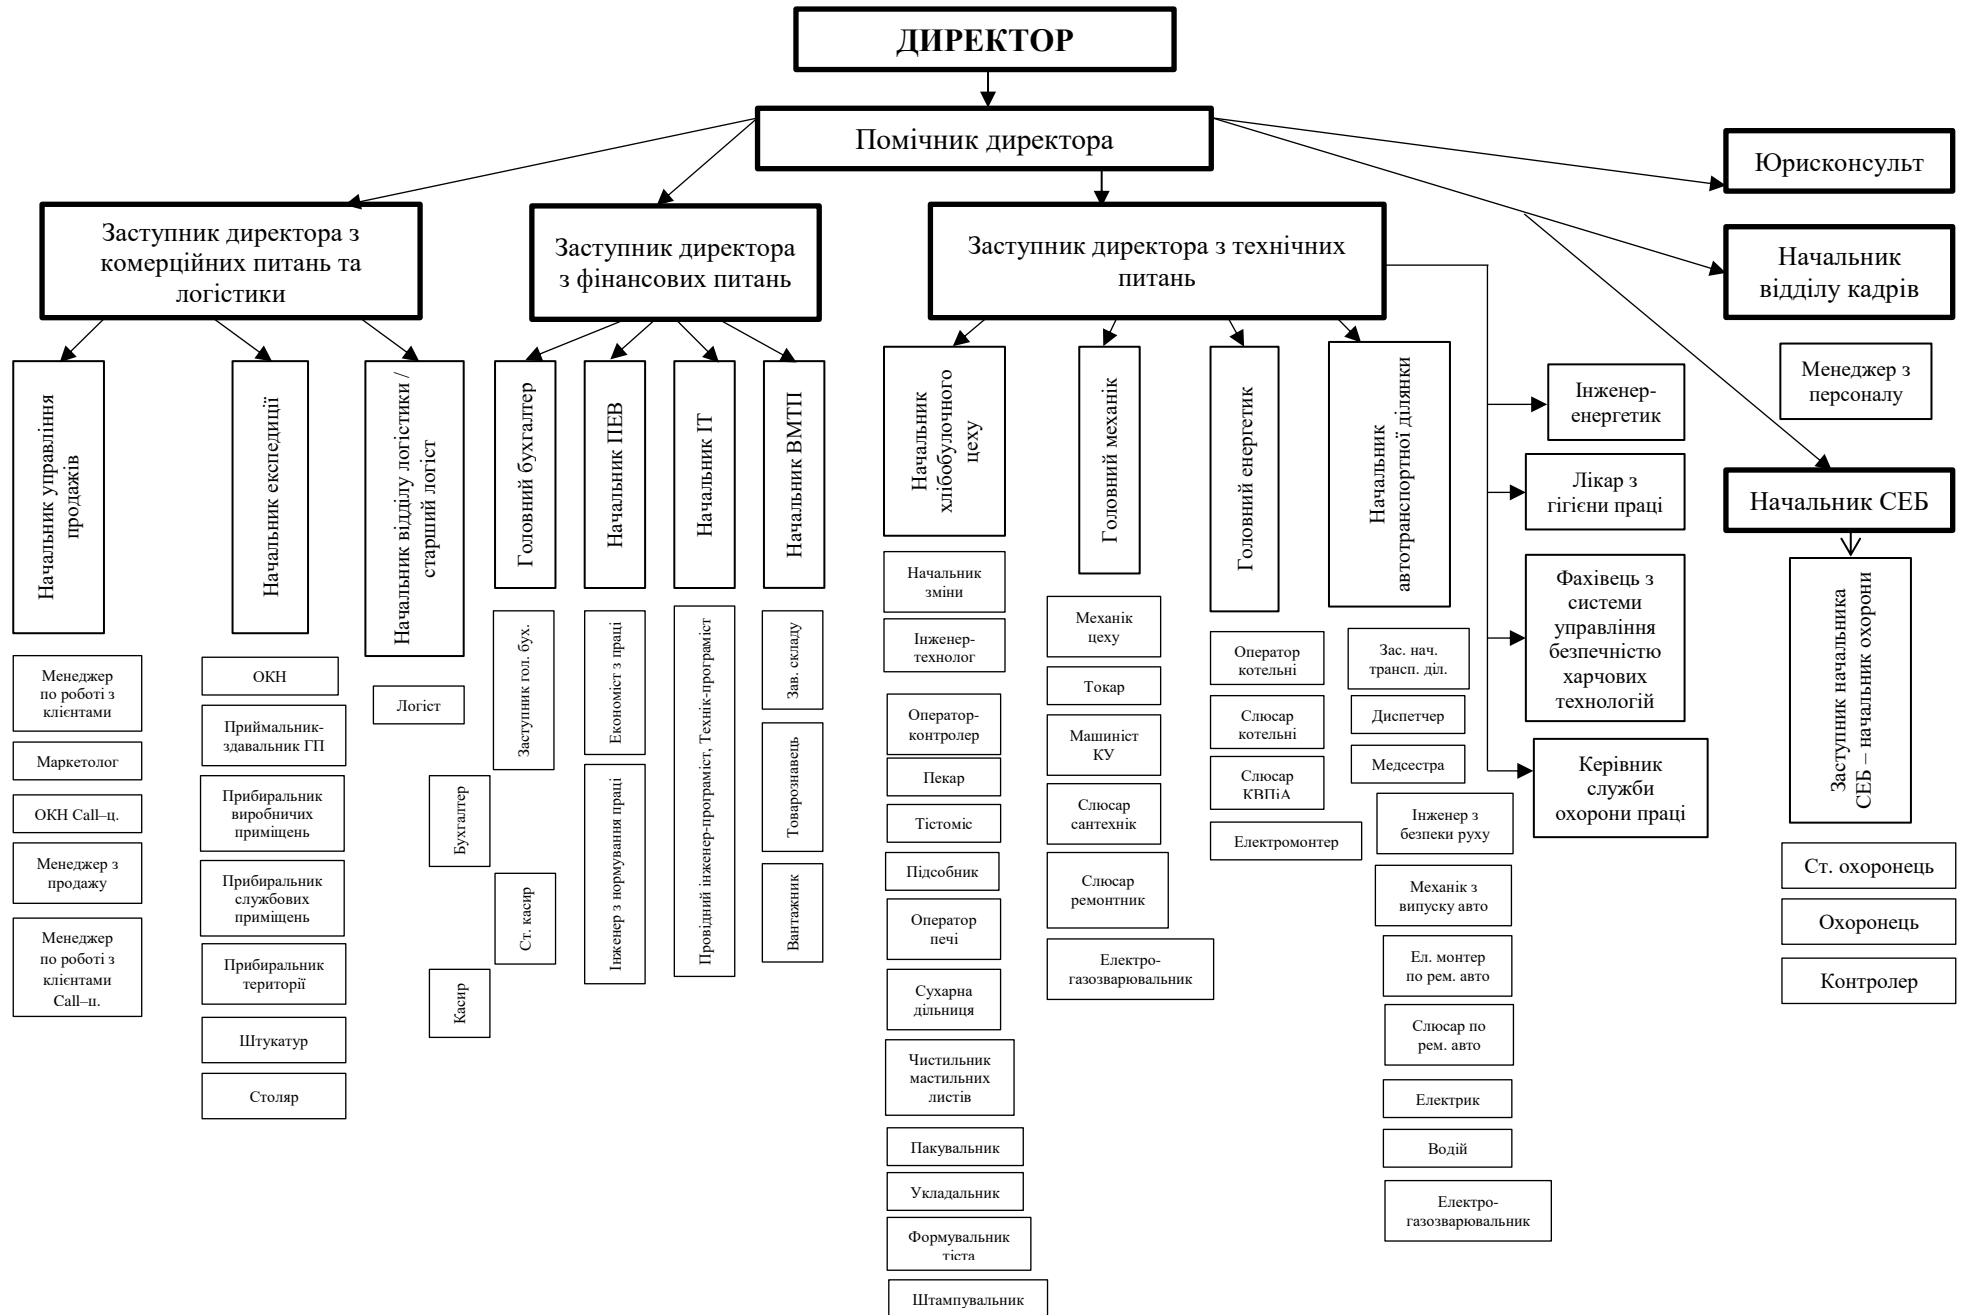 ДИРЕКТОР
Помічник директора
Юрисконсульт
Заступник директора з
комерційних питань та
логістики
Заступник директора
з фінансових питань
Заступник директора з технічних
питань
Начальник
відділу кадрів
Менеджер з
персоналу
Начальник СЕБ
Заступник начальника
СЕБ – начальник охорони
Ст. охоронець
Охоронець
Контролер
Начальник управління
продажів
Менеджер
по роботі з
клієнтами
Маркетолог
ОКН Call–ц.
Менеджер з
продажу
Менеджер
по роботі з
клієнтами
Call–ц.
Начальник експедиції
ОКН
Приймальник-
здавальник ГП
Прибиральник
виробничих
приміщень
Прибиральник
службових
приміщень
Прибиральник
території
Штукатур
Столяр
Начальник відділу логістики /
старший логіст
Логіст
Головний бухгалтер
Заступник гол. бух.
Бухгалтер
Ст. касир
Касир
Начальник ПЕВ
Економіст з праці
Інженер з нормування праці
Начальник ІТ
Провідний інженер-програміст, Технік-програміст
Начальник ВМТП
Зав. складу
Товарознавець
Вантажник
Начальник
хлібобулочного
цеху
Начальник
зміни
Інженер-
технолог
Оператор-
контролер
Пекар
Тістоміс
Підсобник
Оператор
печі
Сухарна
дільниця
Чистильник
мастильних
листів
Пакувальник
Укладальник
Формувальник
тіста
Штампувальник
Головний механік
Механік
цеху
Токар
Машиніст
КУ
Слюсар
сантехнік
Слюсар
ремонтник
Електро-
газозварювальник
Головний енергетик
Оператор
котельні
Слюсар
котельні
Слюсар
КВПіА
Електромонтер
Начальник
автотранспортної ділянки
Зас. нач.
трансп. діл.
Диспетчер
Медсестра
Інженер з
безпеки руху
Механік з
випуску авто
Ел. монтер
по рем. авто
Слюсар по
рем. авто
Електрик
Водій
Електро-
газозварювальник
Інженер-
енергетик
Лікар з
гігієни праці
Фахівець з
системи
управління
безпечністю
харчових
технологій
Керівник
служби
охорони праці